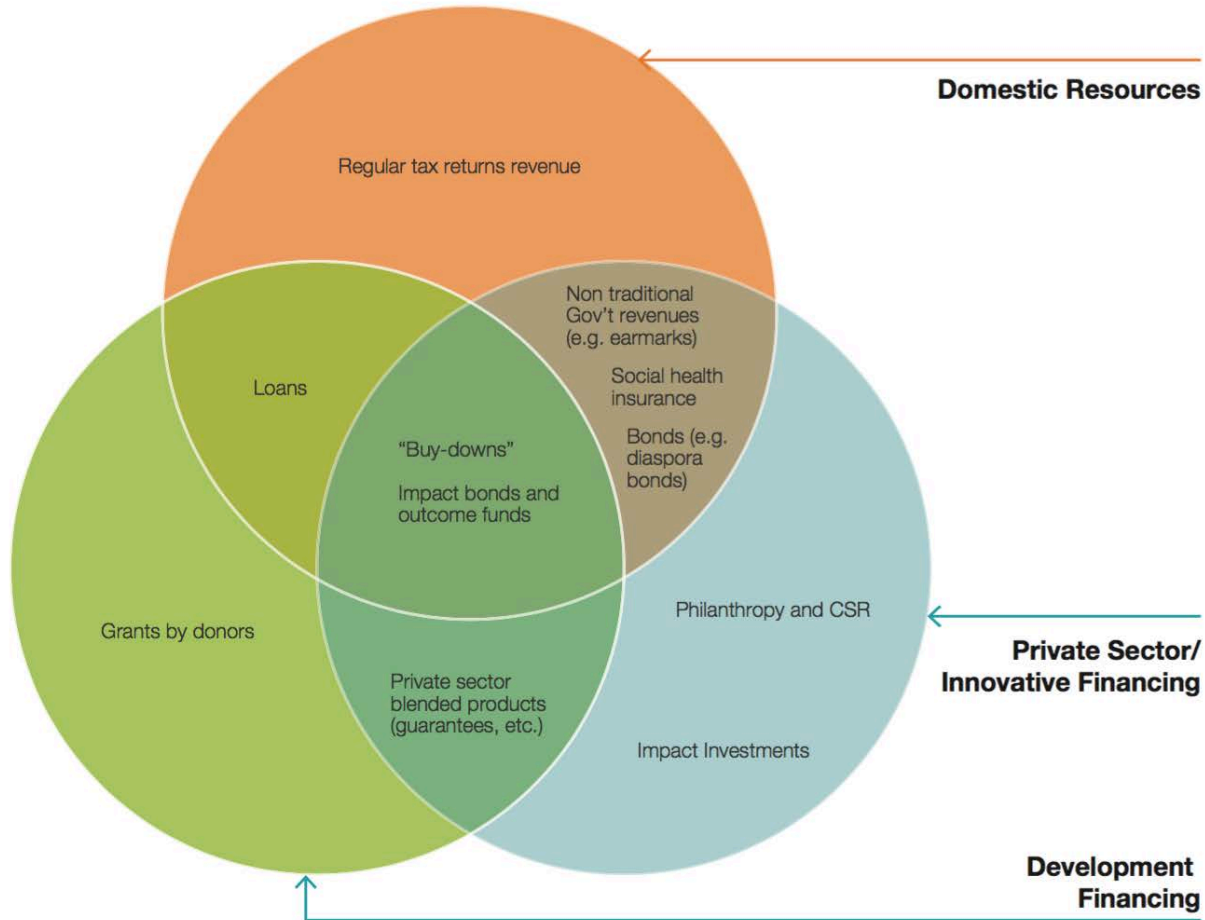 Domestic Resources
Regular tax returns revenue
Non traditional
Gov't revenues
(e.g. earmarks)
Social health
insurance
Bonds (e.g.
diaspora
bonds)
Loans
“Buy-downs”
Impact bonds and
outcome funds
Grants by donors
Philanthropy and CSR
Private Sector/
Innovative Financing
Private sector
blended products
(guarantees, etc.)
Impact Investments
Development
Financing